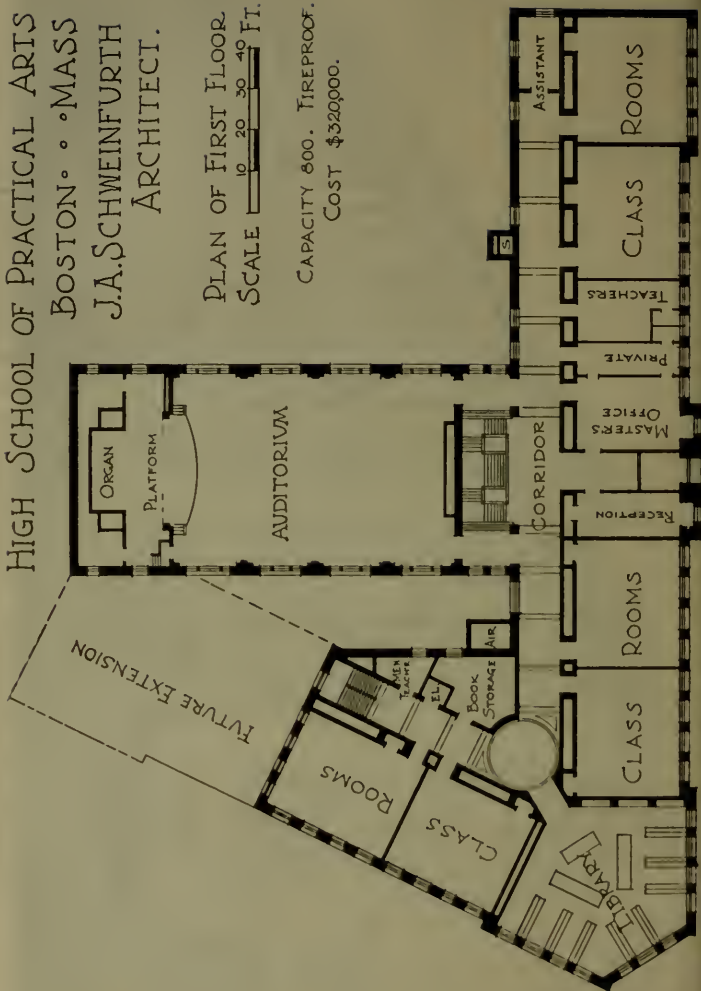 HIGH SCHOOL OF PRACTICAL ARTS
BOSTON · · · MASS
J.A. SCHWEINFURTH
ARCHITECT.
PLAN OF FIRST FLOOR
SCALE 10 20 30 40 FT.
CAPACITY 800. FIREPROOF.
COST $320,000.
ORGAN
PLATFORM
AUDITORIUM
CORRIDOR
ASSISTANT
ROOMS
CLASS
S
TEACHERS
PRIVATE
MASTER'S
OFFICE
RECEPTION
ROOMS
CLASS
AIR
BOOK
STORAGE
EL.
MEN
TEACHR
FUTURE EXTENSION
ROOMS
CLASS
LIBRARY